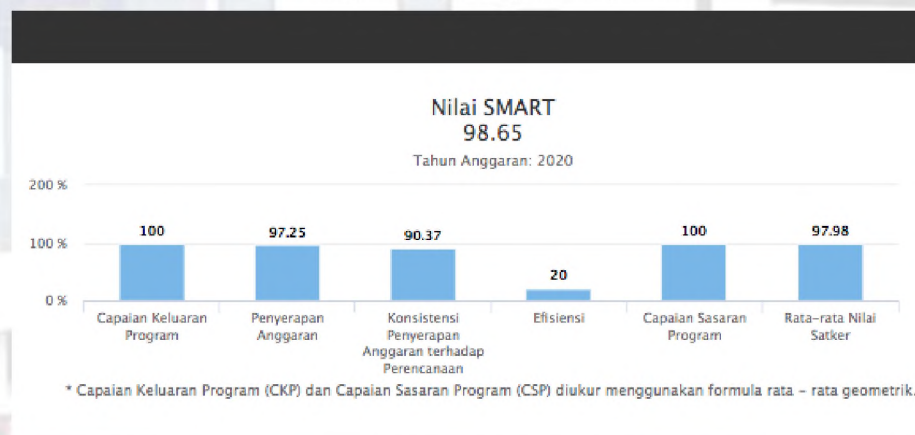 Nilai SMART
98.65
Tahun Anggaran: 2020
200 %
100 %
0 %
100
97.25
90.37
20
100
97.98
Capaian Keluaran
Program
Penyerapan
Anggaran
Konsistensi
Penyerapan
Anggaran terhadap
Perencanaan
Efisiensi
Capaian Sasaran
Program
Rata-rata Nilai
Satker
* Capaian Keluaran Program (CKP) dan Capaian Sasaran Program (CSP) diukur menggunakan formula rata – rata geometrik.